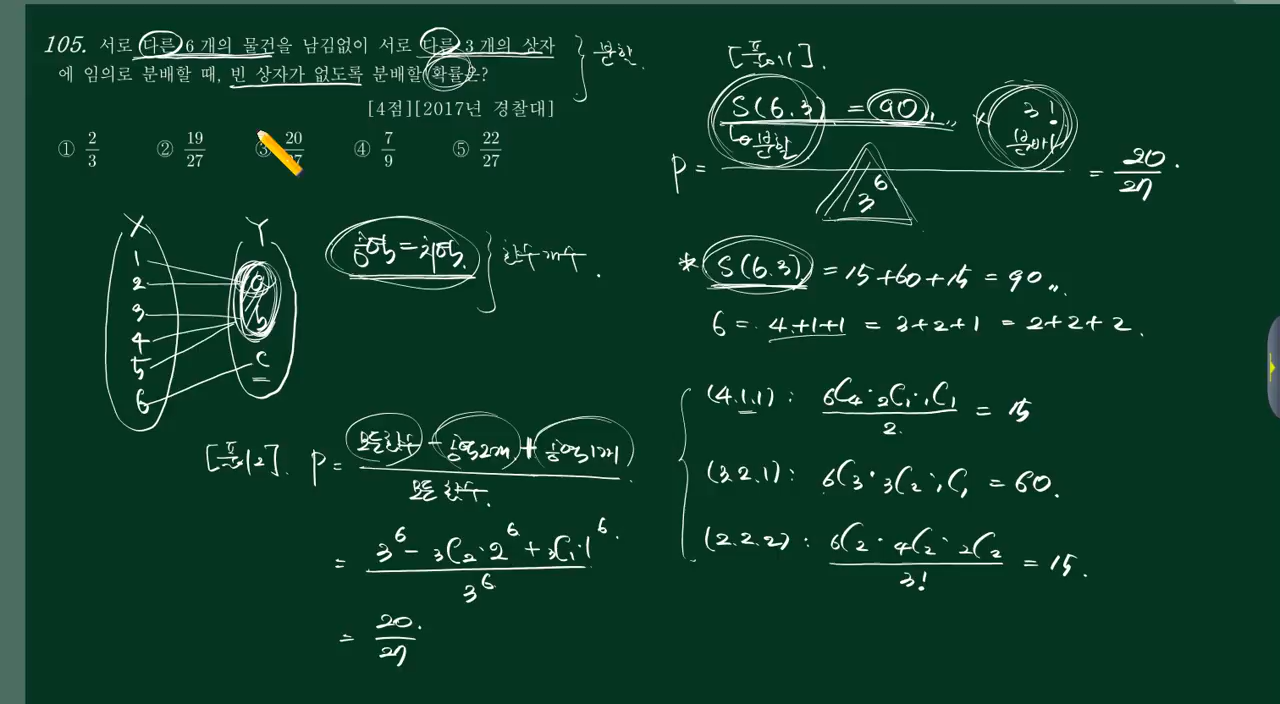 105. 서로 다른 6개의 물건을 남김없이 서로 다른 3개의 상자
에 임의로 분배할 때, 빈 상자가 없도록 분배할 확률은?
[4점][2017년 경찰대]
① 2/3 ② 19/27 ③ 20/ 7 ④ 7/9 ⑤ 22/27
분할
X Y
1
2
3
4
5
6
a
b
c
공역=치역
함수개수
[풀이2]. P = (모든함수 - 공역2개 + 공역1개) / 모든 함수.
= (3^6 - 3C2·2^6 + 3C1·1^6) / 3^6
= 20/27
[풀이1].
P = (S(6.3) = 90 × 3!) / 3^6 = 20/27
분할
분배
* S(6.3) = 15+60+15 = 90
6 = 4+1+1 = 3+2+1 = 2+2+2.
(4.1.1) : 6C4·2C1·1C1 / 2. = 15
(3.2.1) : 6C3·3C2·1C1 = 60.
(2.2.2) : 6C2·4C2·2C2 / 3! = 15.